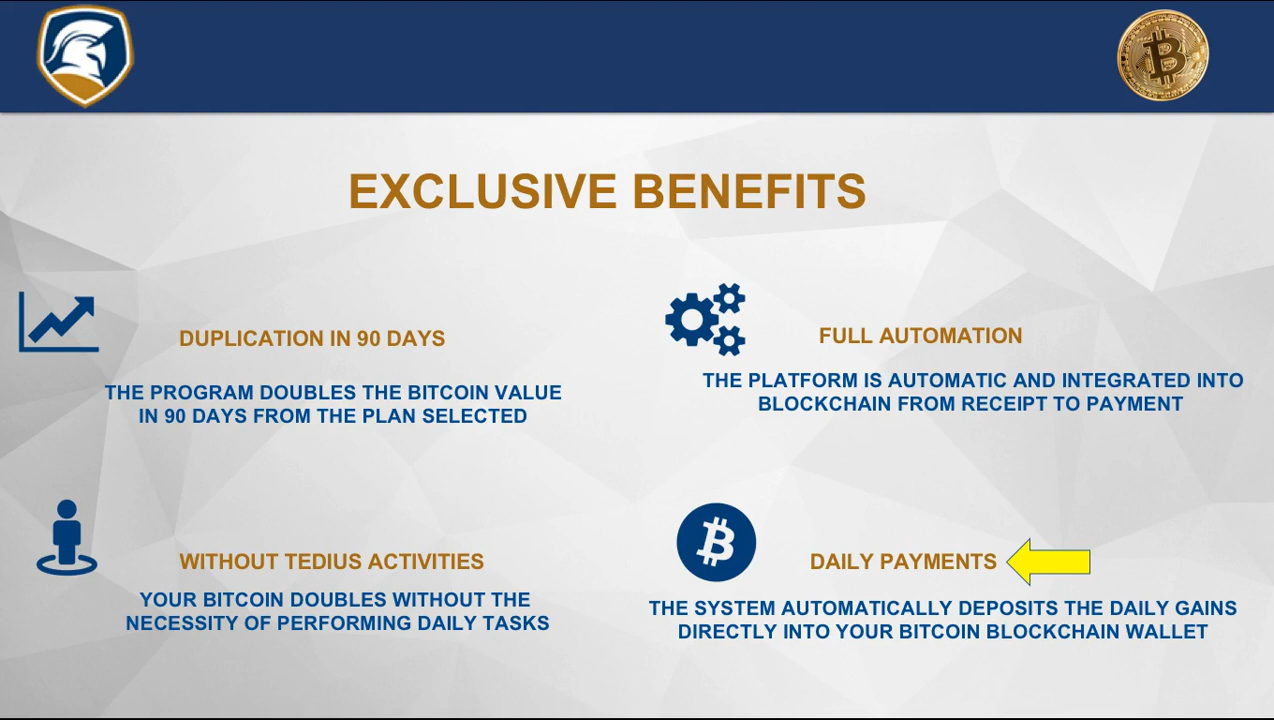 EXCLUSIVE BENEFITS
DUPLICATION IN 90 DAYS
THE PROGRAM DOUBLES THE BITCOIN VALUE
IN 90 DAYS FROM THE PLAN SELECTED
FULL AUTOMATION
THE PLATFORM IS AUTOMATIC AND INTEGRATED INTO
BLOCKCHAIN FROM RECEIPT TO PAYMENT
WITHOUT TEDIUS ACTIVITIES
YOUR BITCOIN DOUBLES WITHOUT THE
NECESSITY OF PERFORMING DAILY TASKS
DAILY PAYMENTS
THE SYSTEM AUTOMATICALLY DEPOSITS THE DAILY GAINS
DIRECTLY INTO YOUR BITCOIN BLOCKCHAIN WALLET